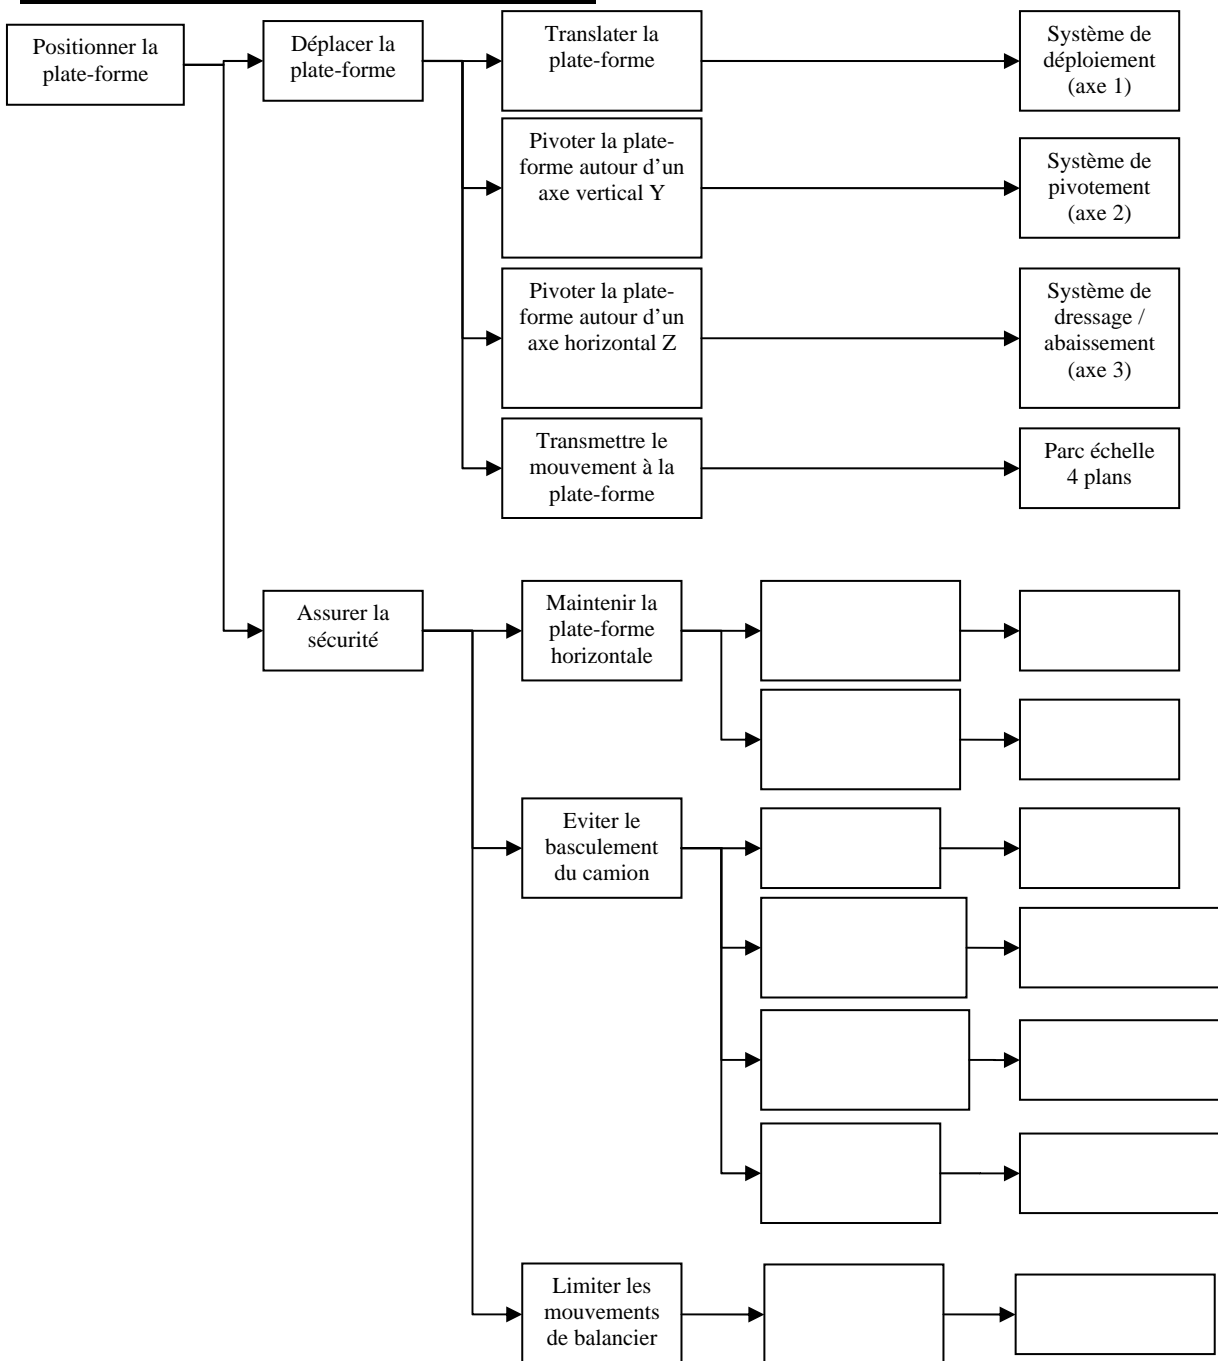 Positionner la
plate-forme
Déplacer la
plate-forme
Translater la
plate-forme
Système de
déploiement
(axe 1)
Pivoter la plate-
forme autour d’un
axe vertical Y
Système de
pivotement
(axe 2)
Pivoter la plate-
forme autour d’un
axe horizontal Z
Système de
dressage /
abaissement
(axe 3)
Transmettre le
mouvement à la
plate-forme
Parc échelle
4 plans
Assurer la
sécurité
Maintenir la
plate-forme
horizontale
Eviter le
basculement
du camion
Limiter les
mouvements
de balancier